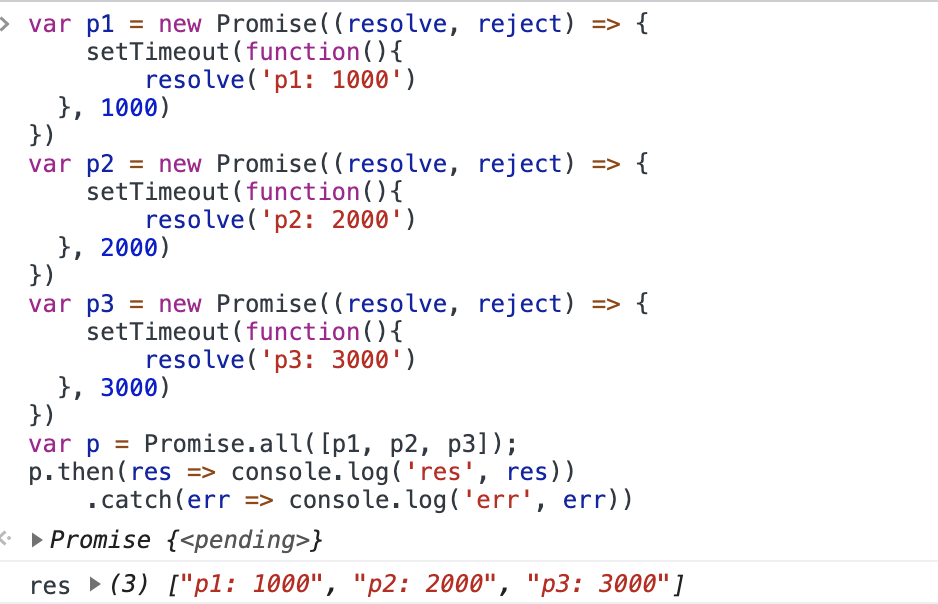 > var p1 = new Promise((resolve, reject) => {
setTimeout(function(){
resolve('p1: 1000')
}, 1000)
})
var p2 = new Promise((resolve, reject) => {
setTimeout(function(){
resolve('p2: 2000')
}, 2000)
})
var p3 = new Promise((resolve, reject) => {
setTimeout(function(){
resolve('p3: 3000')
}, 3000)
})
var p = Promise.all([p1, p2, p3]);
p.then(res => console.log('res', res))
.catch(err => console.log('err', err))
Promise {<pending>}
res (3) ["p1: 1000", "p2: 2000", "p3: 3000"]